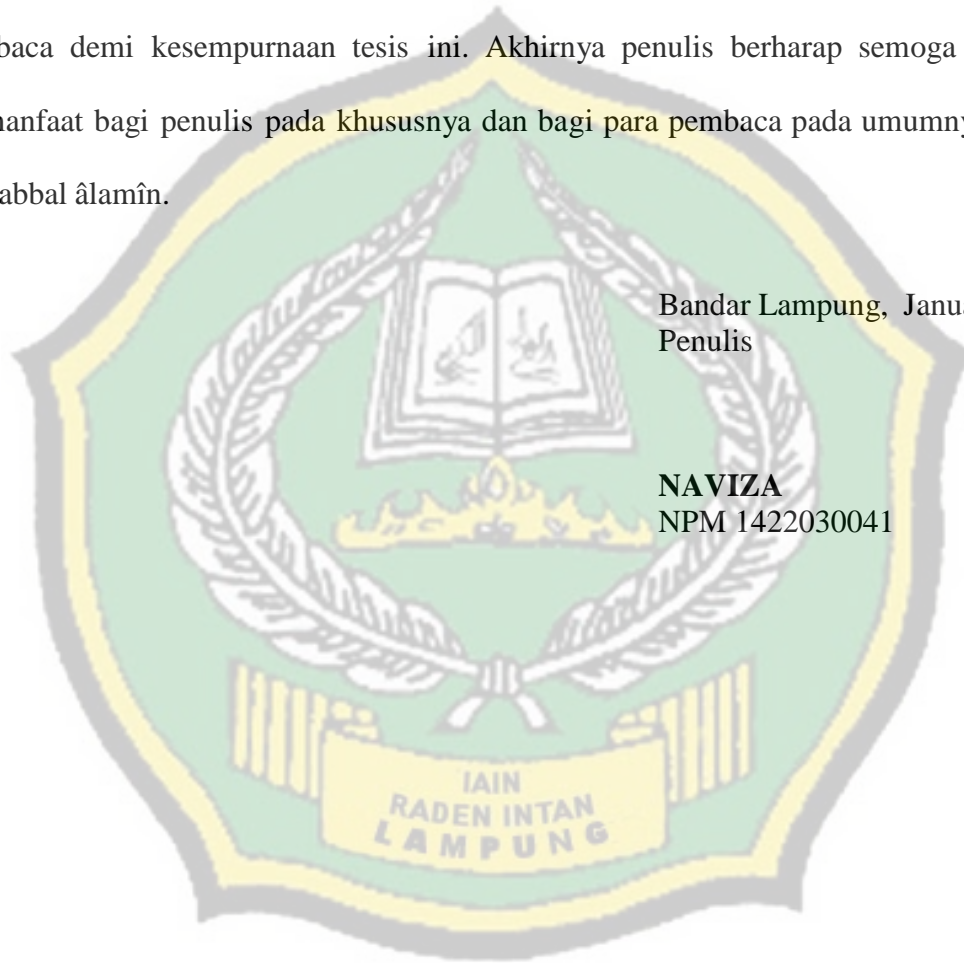 baca demi kesempurnaan tesis ini. Akhirnya penulis berharap semoga
manfaat bagi penulis pada khususnya dan bagi para pembaca pada umumny
abbal âlamîn.
Bandar Lampung, Janu
Penulis
NAVIZA
NPM 1422030041
IAIN
RADEN INTAN
LAMPUNG